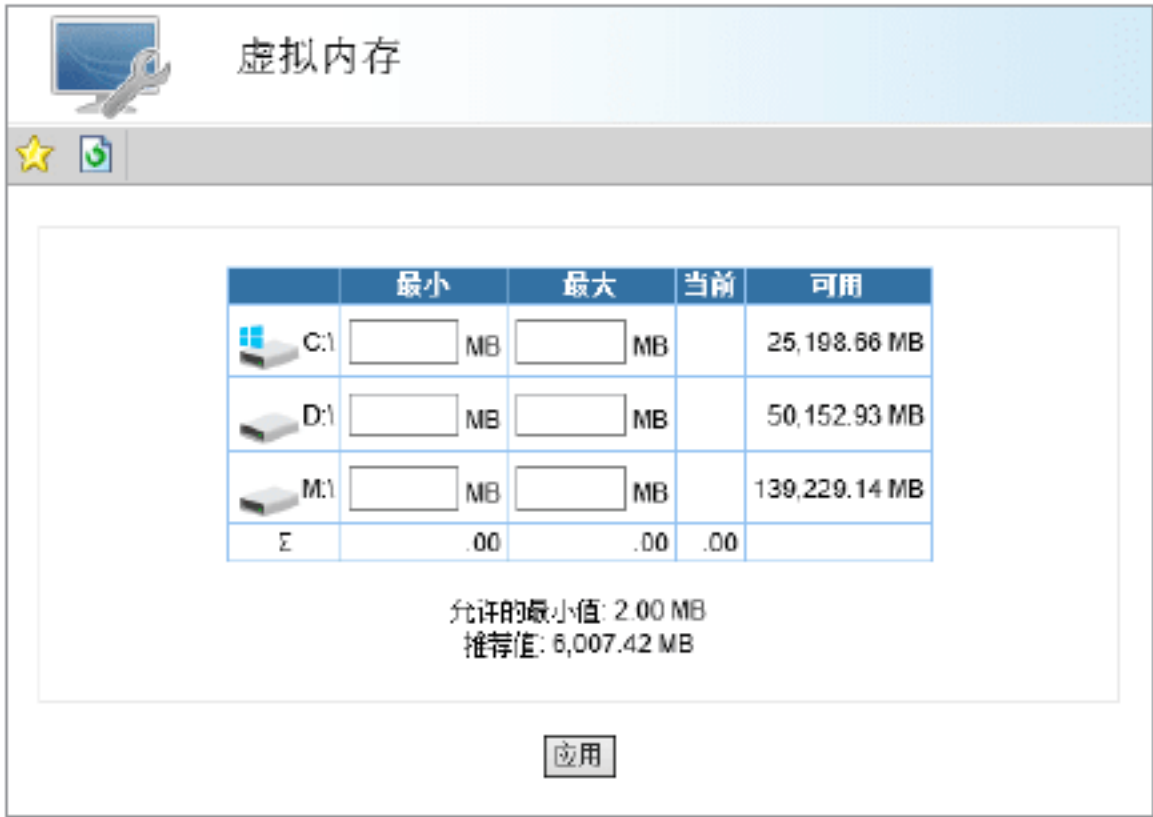 虚拟内存
最小 最大 当前 可用
C:\ MB MB 25,198.66 MB
D:\ MB MB 50,152.93 MB
M:\ MB MB 139,229.14 MB
Σ .00 .00 .00
允许的最小值: 2.00 MB
推荐值: 6,007.42 MB
应用